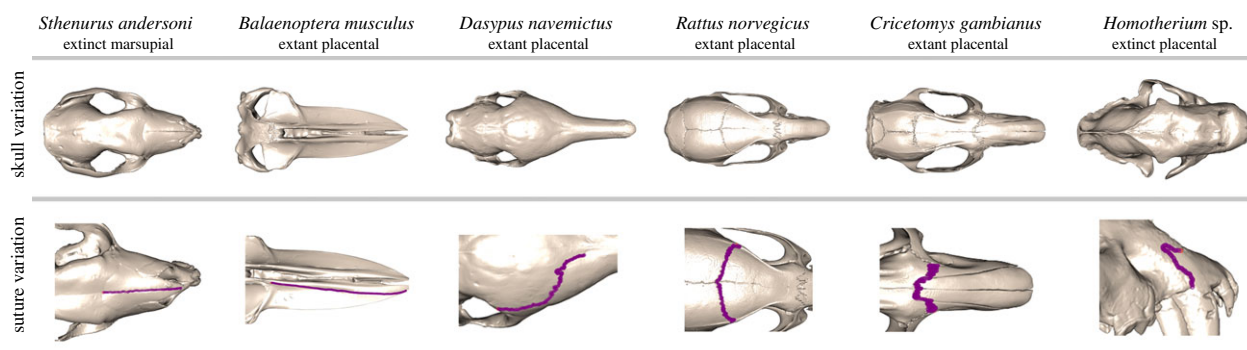 Sthenurus andersoni
extinct marsupial
Balaenoptera musculus
extant placental
Dasypus navemictus
extant placental
Rattus norvegicus
extant placental
Cricetomys gambianus
extant placental
Homotherium sp.
extinct placental
skull variation
suture variation